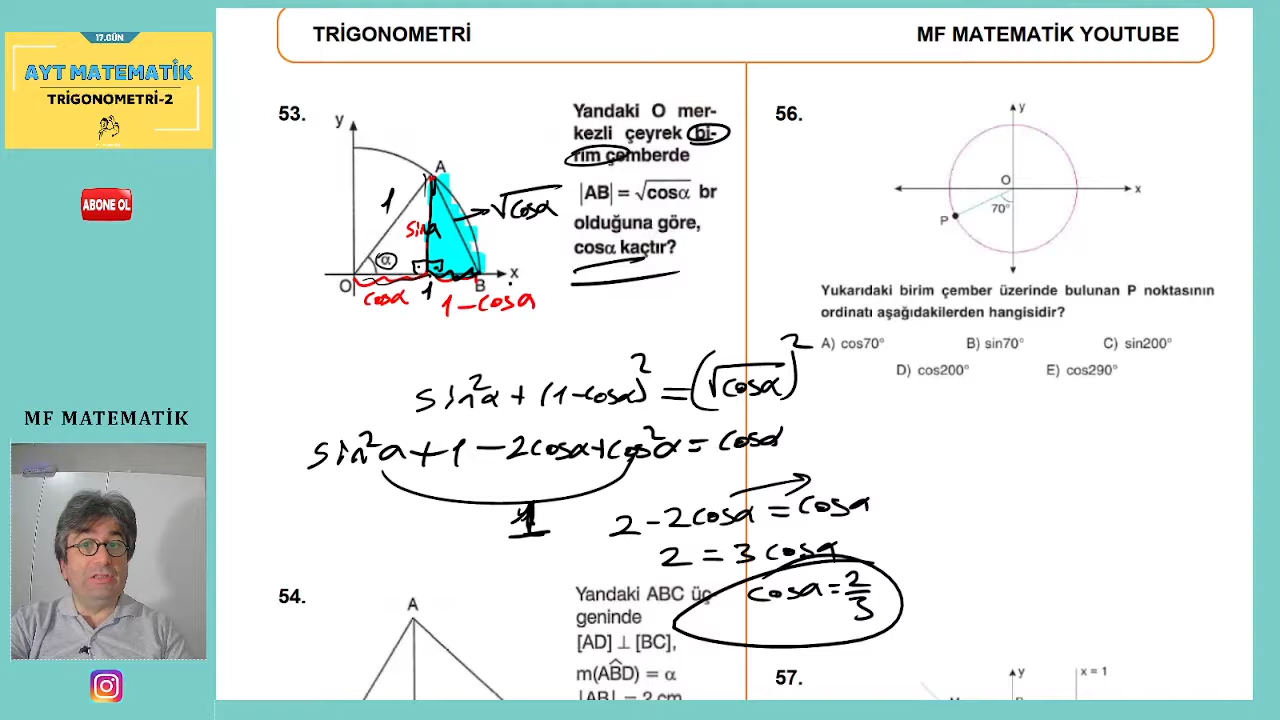 17.GÜN
AYT MATEMATİK
TRİGONOMETRİ-2
ABONE OL
MF MATEMATİK
TRİGONOMETRİ
MF MATEMATİK YOUTUBE
53.
y
A
1
√cosα
sinα
α
O
B
x
cosα
1
1-cosα
Yandaki O mer-
kezli çeyrek bi-
rim çemberde
|AB| = √cosα br
olduğuna göre,
cosα kaçtır?
sin²α + (1-cosα)² = (√cosα)²
sin²α + 1 - 2cosα + cos²α = cosα
1
2 - 2cosα = cosα
2 = 3cosα
cosα = 2/3
54.
A
Yandaki ABC üç
geninde
[AD] ⊥ [BC],
m(AB̂D) = α
|AB| = 2 cm
56.
y
O
x
70°
P
Yukarıdaki birim çember üzerinde bulunan P noktasının
ordinatı aşağıdakilerden hangisidir?
A) cos70° B) sin70° C) sin200°
D) cos200° E) cos290°
57.
y
x = 1